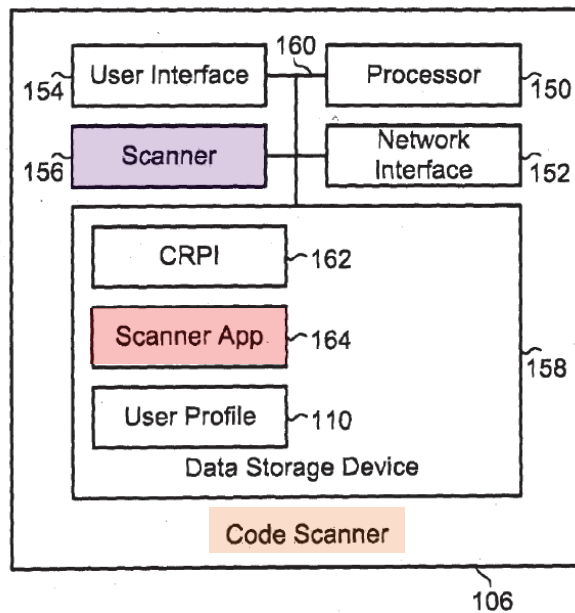 160
User Interface
Processor
154
150
Scanner
Network
Interface
156
152
CRPI
162
Scanner App
164
158
User Profile
110
Data Storage Device
Code Scanner
106